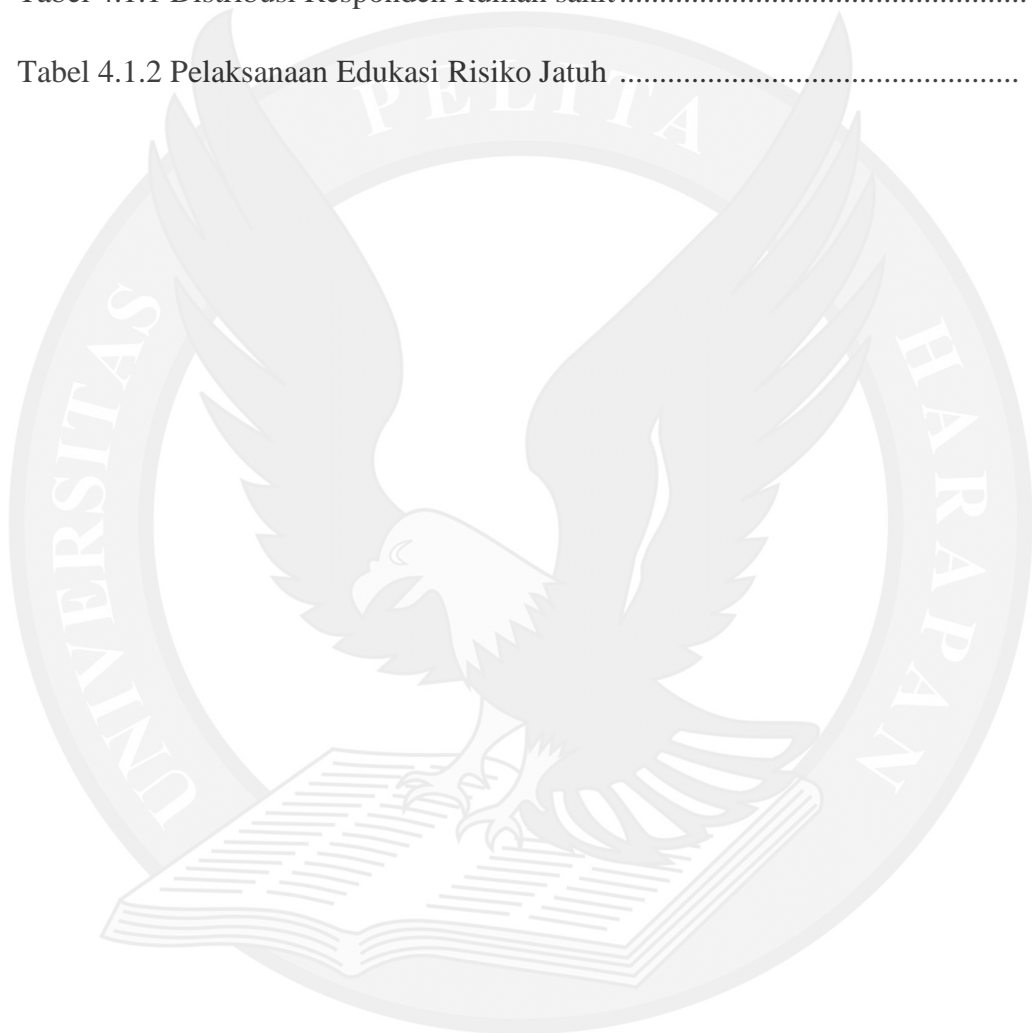 Tabel 4.1.1 Distribusi Responden Rumah sakit....................................................
Tabel 4.1.2 Pelaksanaan Edukasi Risiko Jatuh ..................................................
UNIVERSITAS PELITA HARAPAN